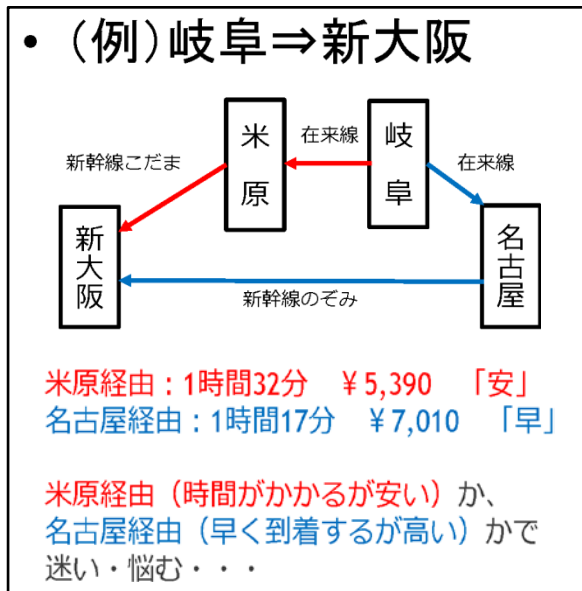 • (例)岐阜⇒新大阪
米原
在来線
岐阜
新幹線こだま
在来線
新大阪
名古屋
新幹線のぞみ
米原経由：1時間32分　￥5,390　「安」
名古屋経由：1時間17分　￥7,010　「早」
米原経由（時間がかかるが安い）か、
名古屋経由（早く到着するが高い）かで
迷い・悩む・・・